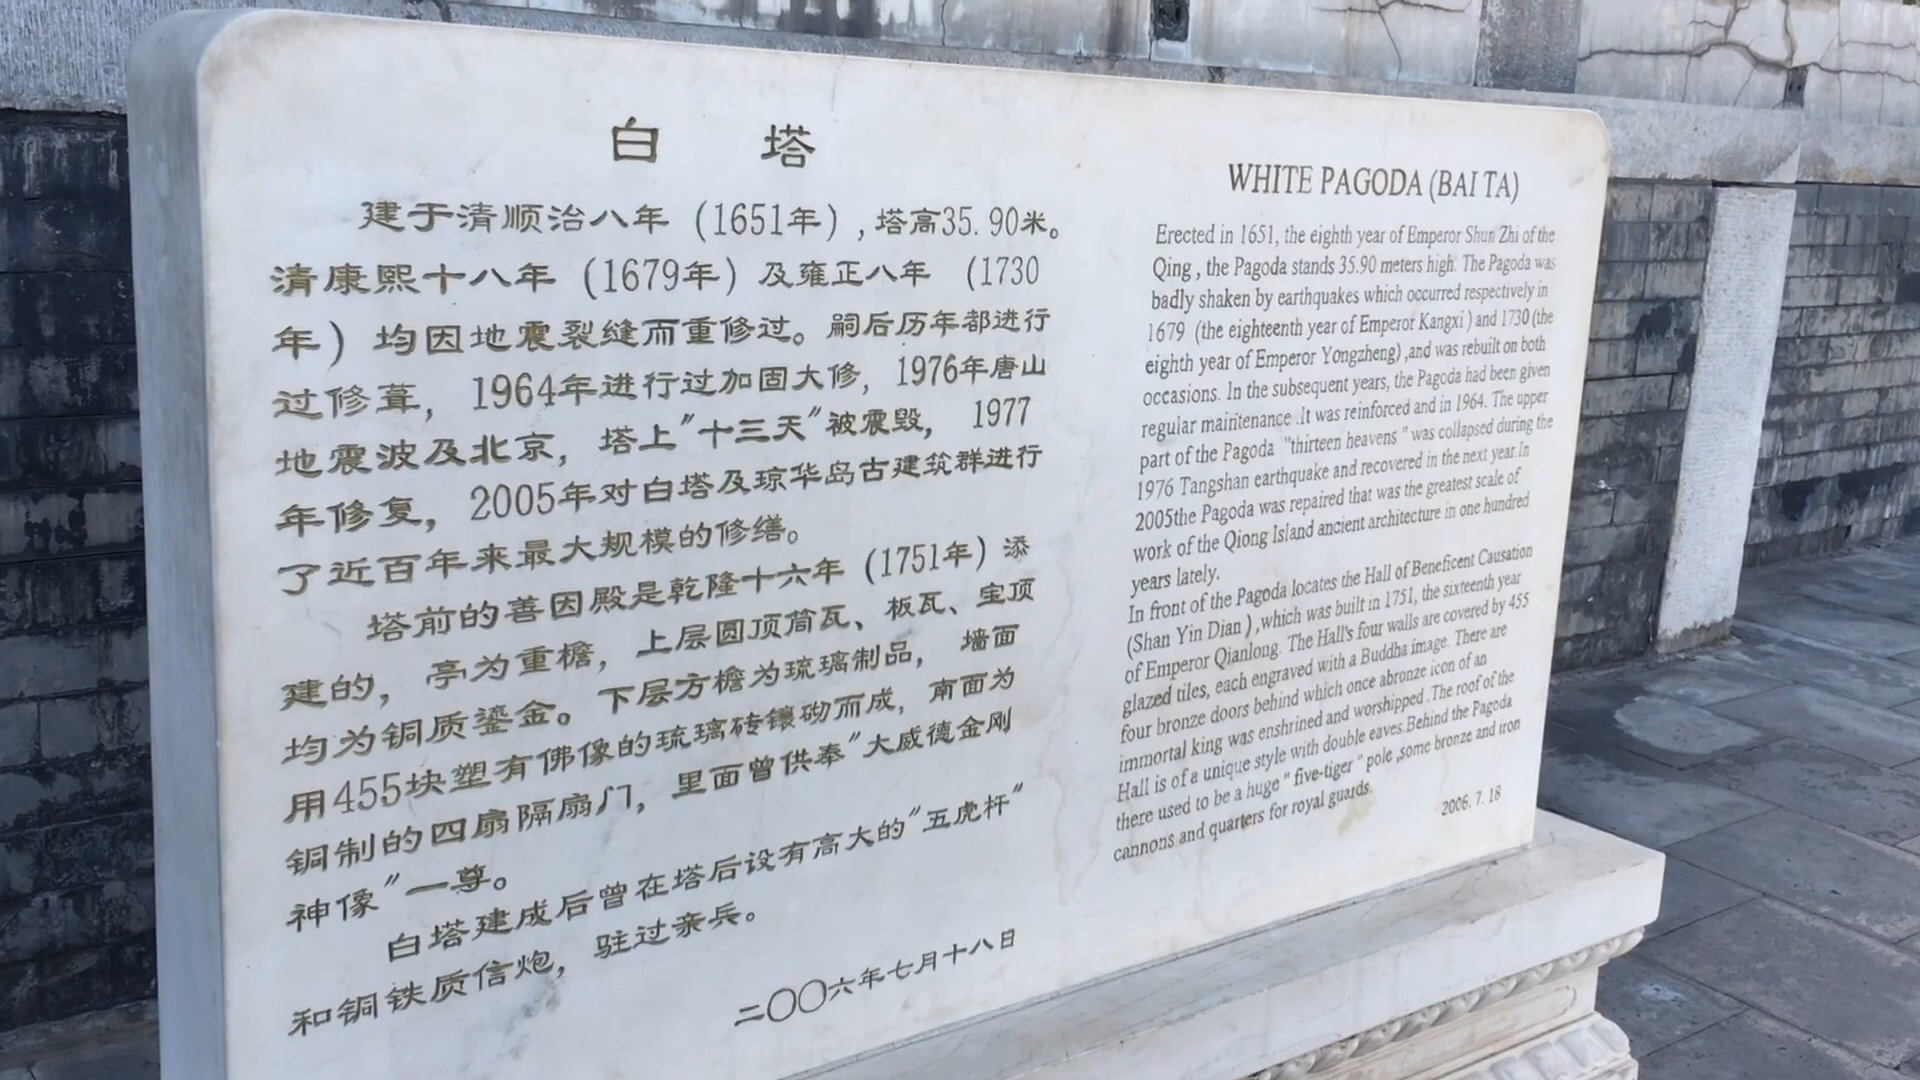 白 塔
建于清顺治八年（1651年）,塔高35.90米。
清康熙十八年（1679年）及雍正八年（1730
年）均因地震裂缝而重修过。嗣后历年都进行
过修葺，1964年进行过加固大修，1976年唐山
地震波及北京，塔上"十三天"被震毁，1977
年修复，2005年对白塔及琼华岛古建筑群进行
了近百年来最大规模的修缮。
塔前的善因殿是乾隆十六年（1751年）添
建的，亭为重檐，上层圆顶筒瓦、板瓦、宝顶
均为铜质鎏金。下层方檐为琉璃制品，墙面
用455块塑有佛像的琉璃砖镶砌而成，南面为
铜制的四扇隔扇门，里面曾供奉"大威德金刚
神像"一尊。
白塔建成后曾在塔后设有高大的"五虎杆"
和铜铁质信炮，驻过亲兵。
二〇〇六年七月十八日
WHITE PAGODA (BAI TA)
Erected in 1651, the eighth year of Emperor Shun Zhi of the
Qing , the Pagoda stands 35.90 meters high. The Pagoda was
badly shaken by earthquakes which occurred respectively in
1679 (the eighteenth year of Emperor Kangxi ) and 1730 (the
eighth year of Emperor Yongzheng) ,and was rebuilt on both
occasions. In the subsequent years, the Pagoda had been given
regular maintenance .It was reinforced and in 1964. The upper
part of the Pagoda "thirteen heavens " was collapsed during the
1976 Tangshan earthquake and recovered in the next year.In
2005the Pagoda was repaired that was the greatest scale of
work of the Qiong Island ancient architecture in one hundred
years lately.
In front of the Pagoda locates the Hall of Beneficent Causation
(Shan Yin Dian ) ,which was built in 1751, the sixteenth year
of Emperor Qianlong. The Hall's four walls are covered by 455
glazed tiles, each engraved with a Buddha image. There are
four bronze doors behind which once abronze icon of an
immortal king was enshrined and worshipped .The roof of the
Hall is of a unique style with double eaves.Behind the Pagoda
there used to be a huge " five-tiger " pole ,some bronze and iron
cannons and quarters for royal guards.
2006. 7. 18